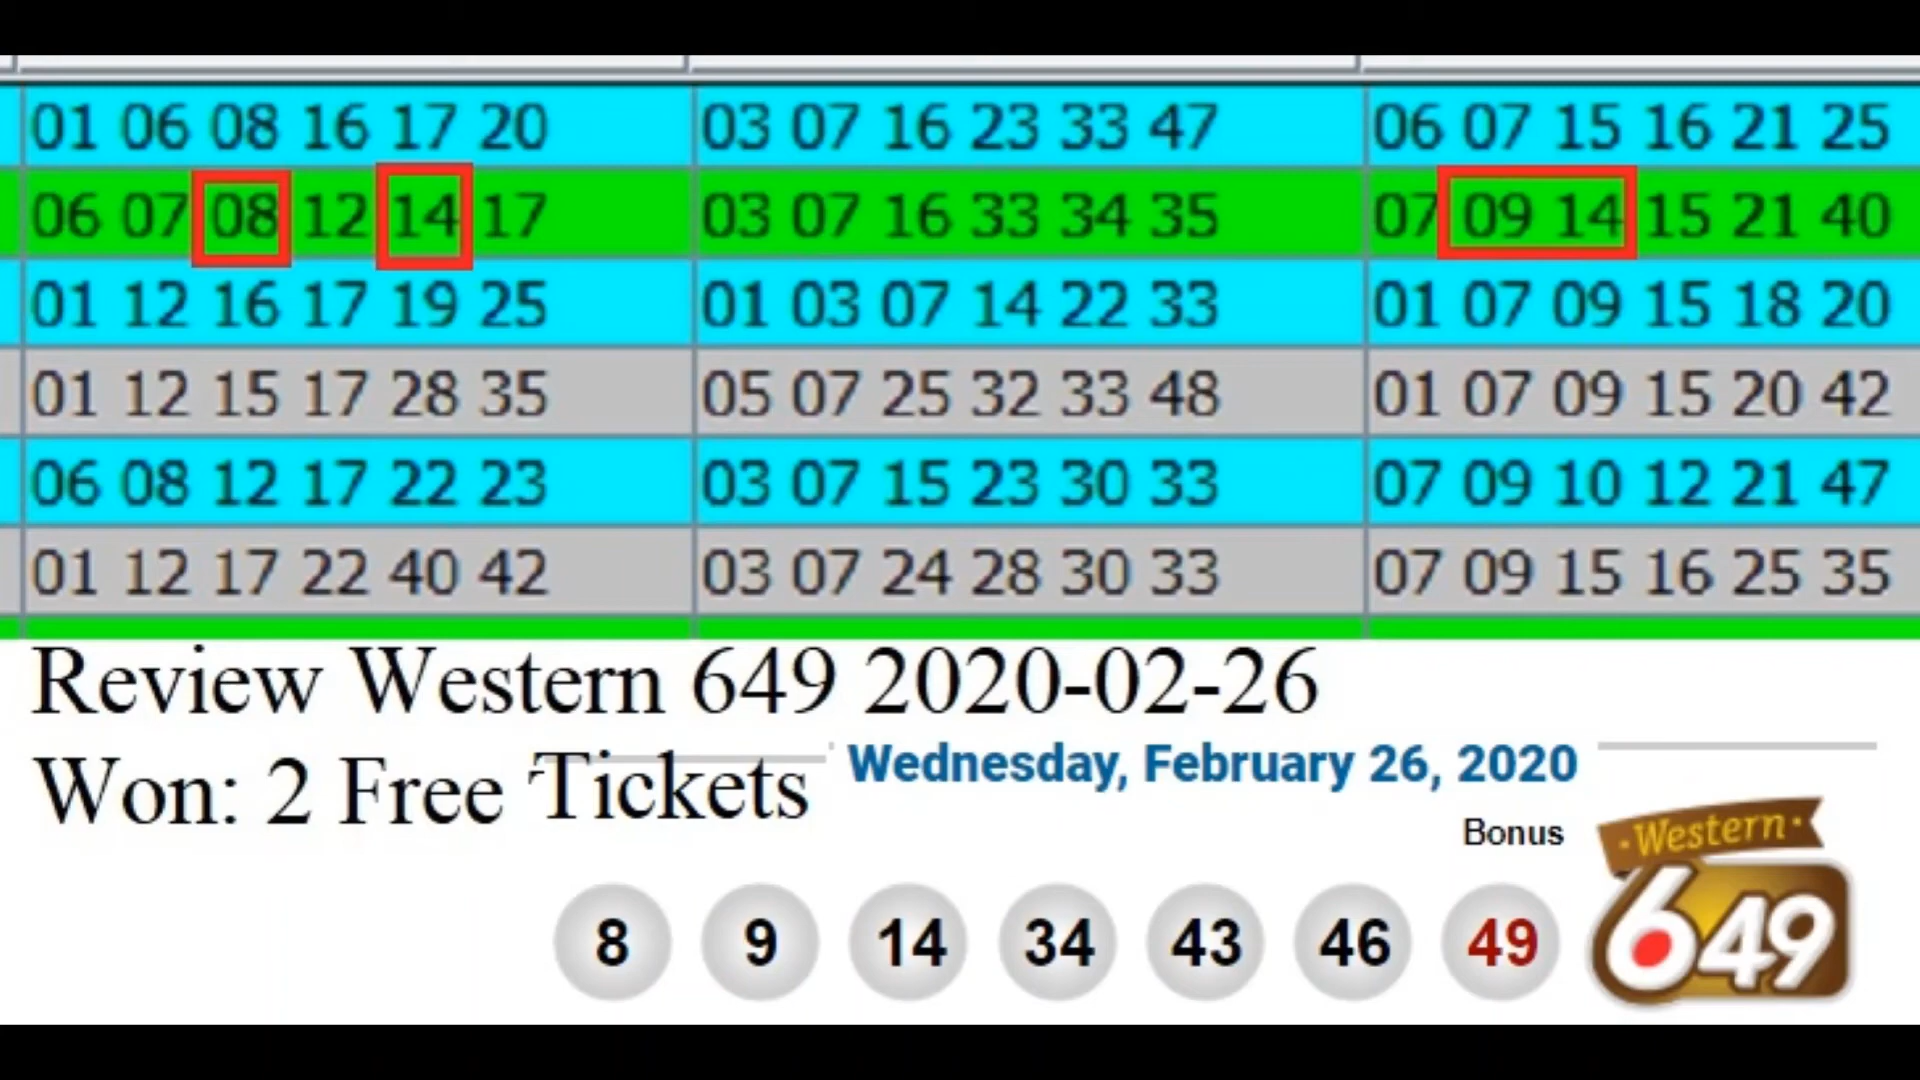 01 06 08 16 17 20 03 07 16 23 33 47 06 07 15 16 21 25
06 07 08 12 14 17 03 07 16 33 34 35 07 09 14 15 21 40
01 12 16 17 19 25 01 03 07 14 22 33 01 07 09 15 18 20
01 12 15 17 28 35 05 07 25 32 33 48 01 07 09 15 20 42
06 08 12 17 22 23 03 07 15 23 30 33 07 09 10 12 21 47
01 12 17 22 40 42 03 07 24 28 30 33 07 09 15 16 25 35
Review Western 649 2020-02-26
Won: 2 Free Tickets
Wednesday, February 26, 2020
Bonus
8 9 14 34 43 46 49
Western
649